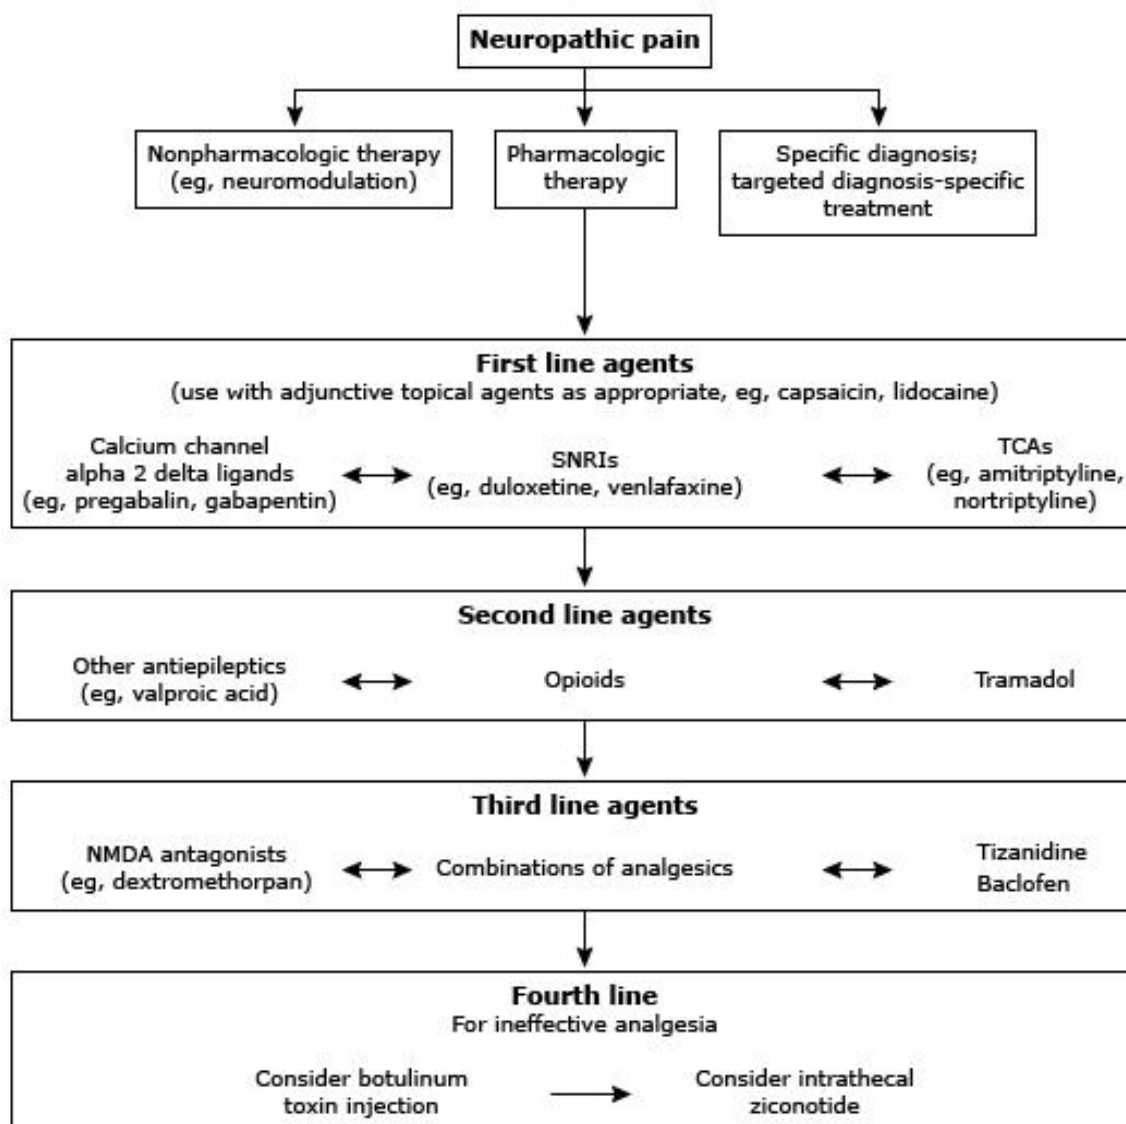 Neuropathic pain
Nonpharmacologic therapy
(eg, neuromodulation)
Pharmacologic
therapy
Specific diagnosis;
targeted diagnosis-specific
treatment
First line agents
(use with adjunctive topical agents as appropriate, eg, capsaicin, lidocaine)
Calcium channel
alpha 2 delta ligands
(eg, pregabalin, gabapentin)
SNRIs
(eg, duloxetine, venlafaxine)
TCAs
(eg, amitriptyline,
nortriptyline)
Second line agents
Other antiepileptics
(eg, valproic acid)
Opioids
Tramadol
Third line agents
NMDA antagonists
(eg, dextromethorpan)
Combinations of analgesics
Tizanidine
Baclofen
Fourth line
For ineffective analgesia
Consider botulinum
toxin injection
Consider intrathecal
ziconotide